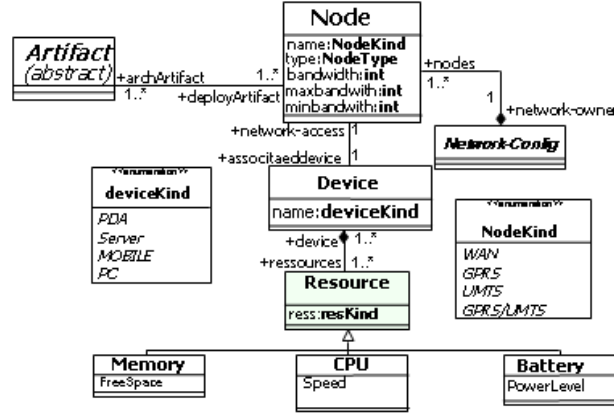 Node
name:NodeKind
type:NodeType
bandwidth:int
maxbandwith:int
minbandwith:int
Artifact
(abstract)
+archArtifact
1..*
1..*
+deployArtifact
+nodes
1..*
1
+network-owner
Network-Config
+network-access
1
+associtaeddevice
1
Device
name:deviceKind
<<enumeration>>
deviceKind
PDA
Server
MOBILE
PC
<<enumeration>>
NodeKind
WAN
GPRS
UMTS
GPRS/UMTS
+device
1..*
+ressources
1..*
Resource
ress:resKind
Memory
FreeSpace
CPU
Speed
Battery
PowerLevel